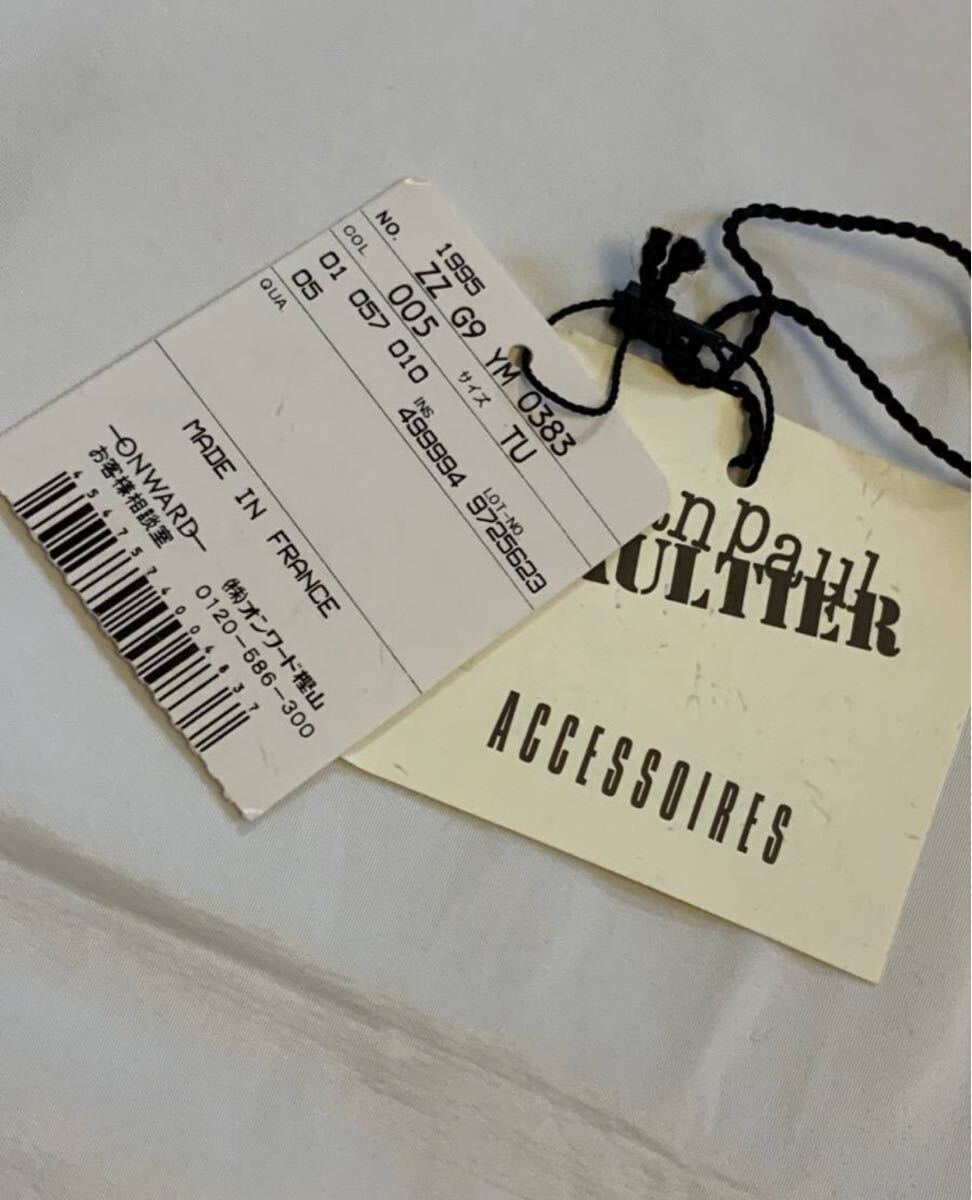 1995
NO. ZZ G9 YM 0383
COL 005 サイズ TU
01 057 010 INS 499994 LOT-NO 9725623
QUA. 05
MADE IN FRANCE
ONWARD (株)オンワード樫山
お客様相談室 0120-586-300
paul
ACCESSOIRES